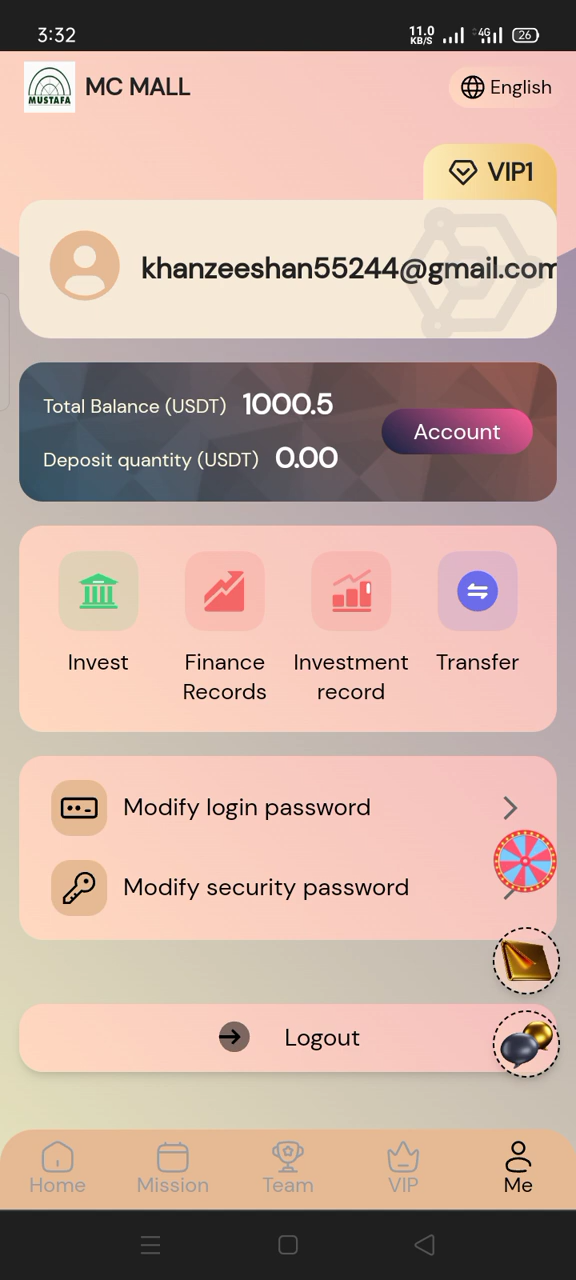 3:32
11.0
KB/S
4G
26
MUSTAFA
MC MALL
English
VIP1
khanzeeshan55244@gmail.com
Total Balance (USDT) 1000.5
Account
Deposit quantity (USDT) 0.00
Invest
Finance
Records
Investment
record
Transfer
Modify login password
Modify security password
Logout
Home
Mission
Team
VIP
Me